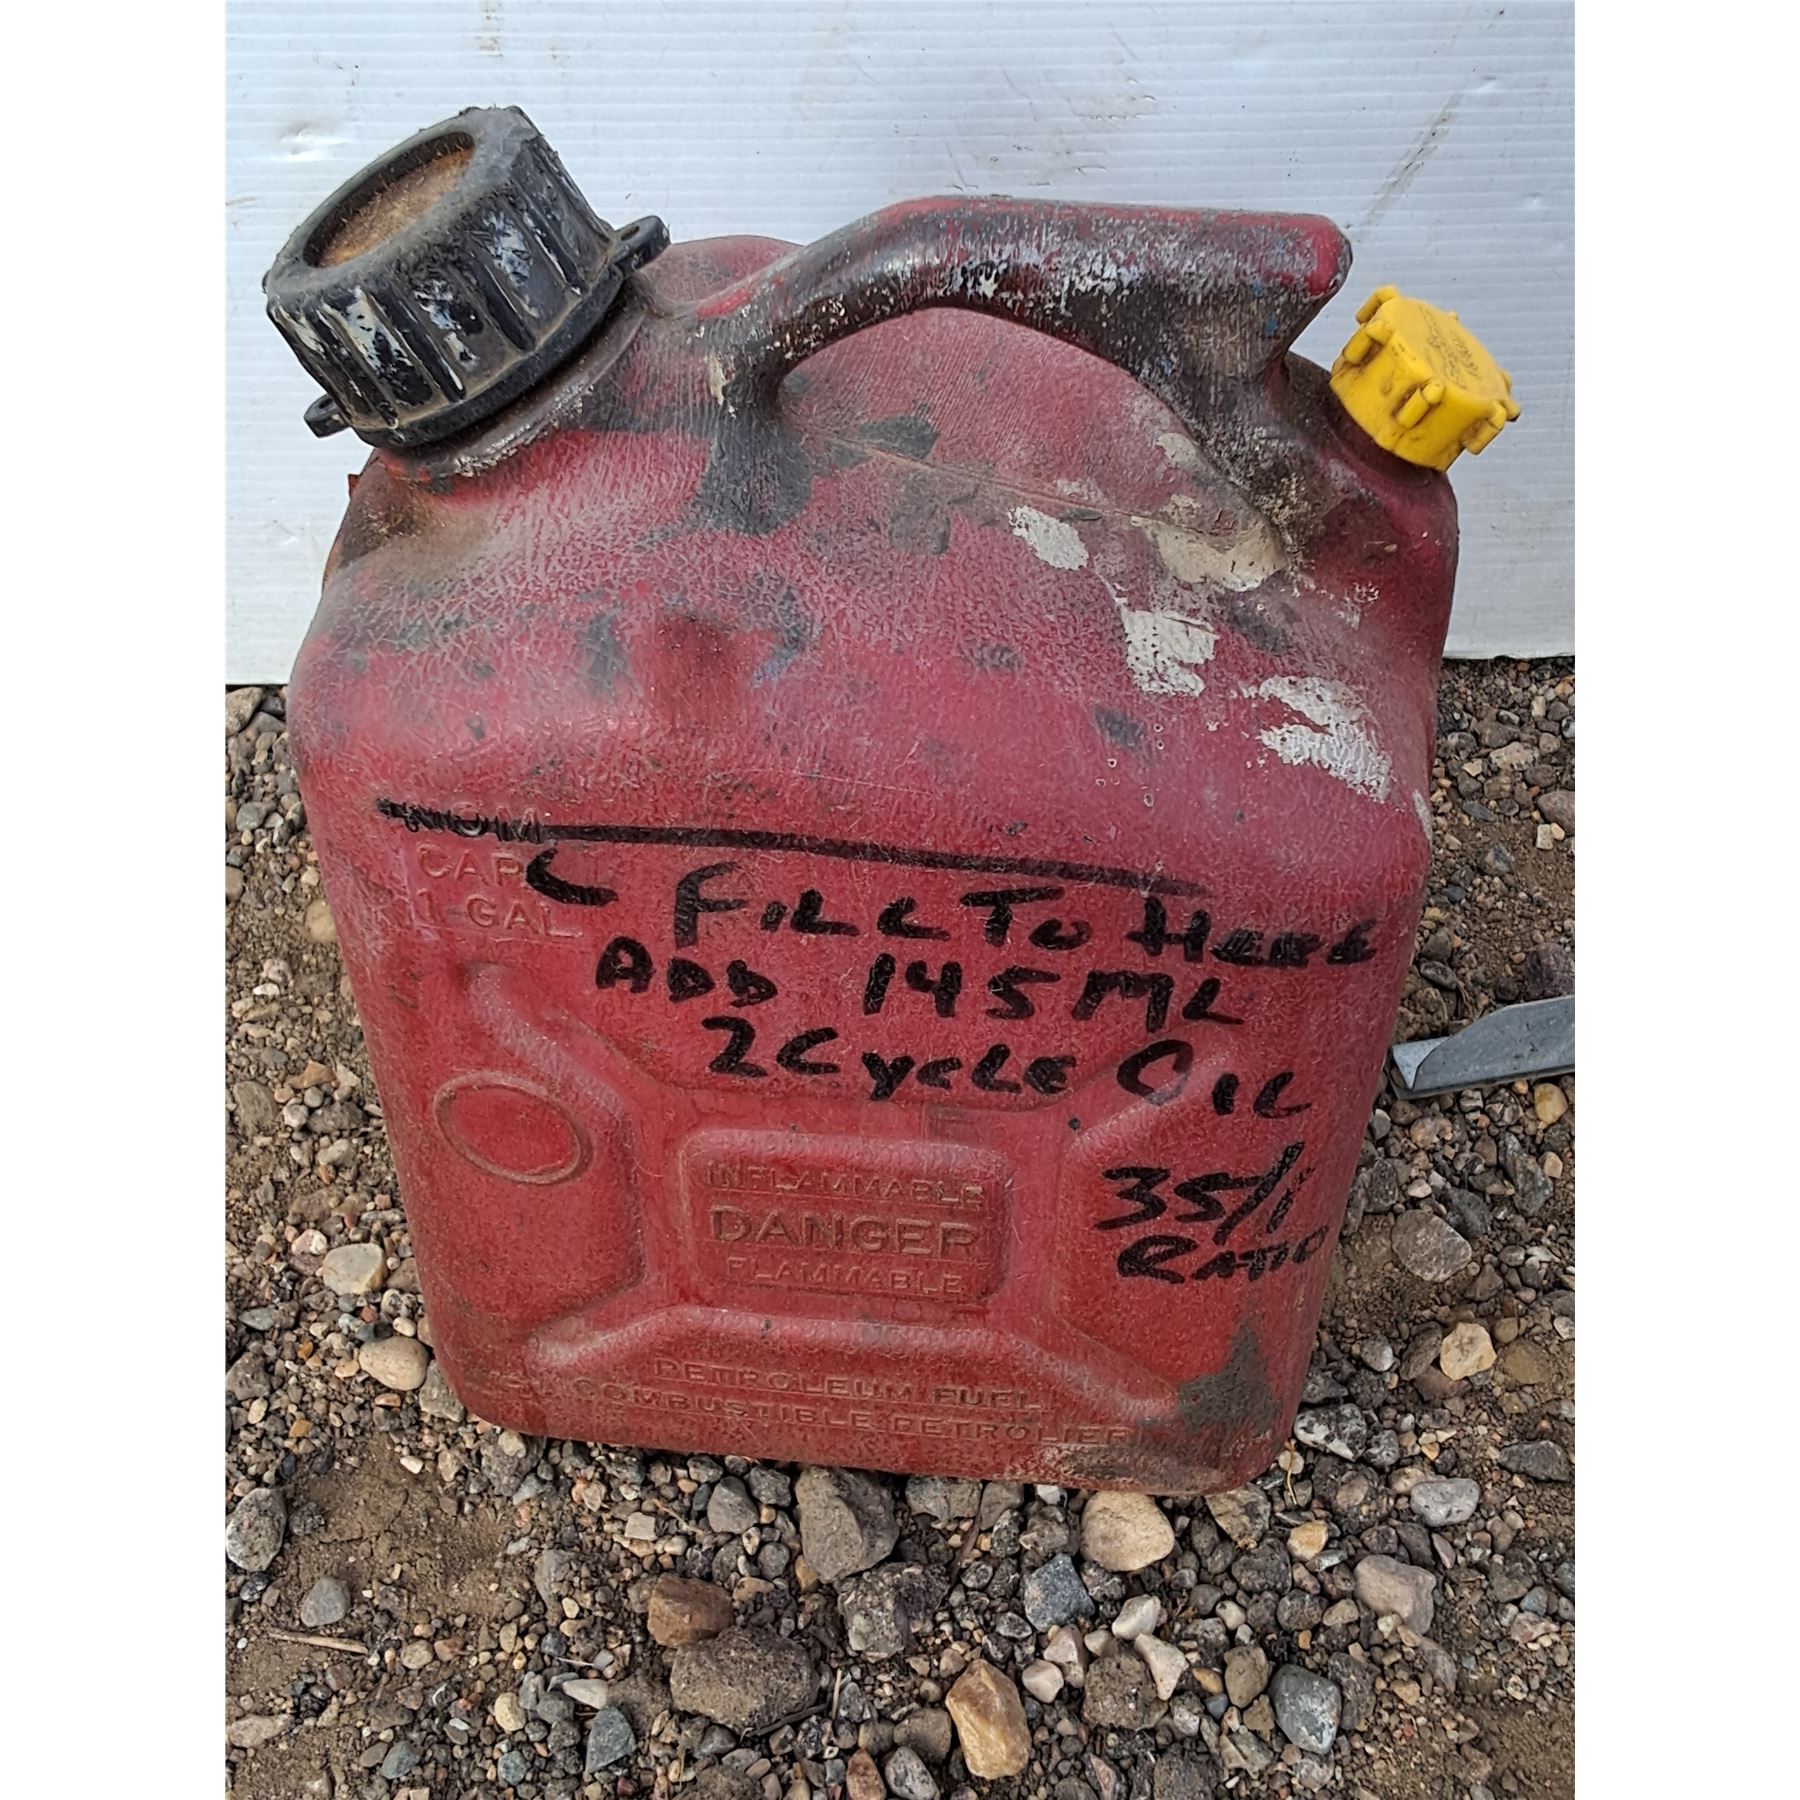 NOM
CAP
1-GAL
FILL TO HERE
ADD 145 ML
2 CYCLE OIL
35/1
RATIO
INFLAMMABLE
DANGER
FLAMMABLE
PETROLEUM FUEL
COMBUSTIBLE PETROLIER